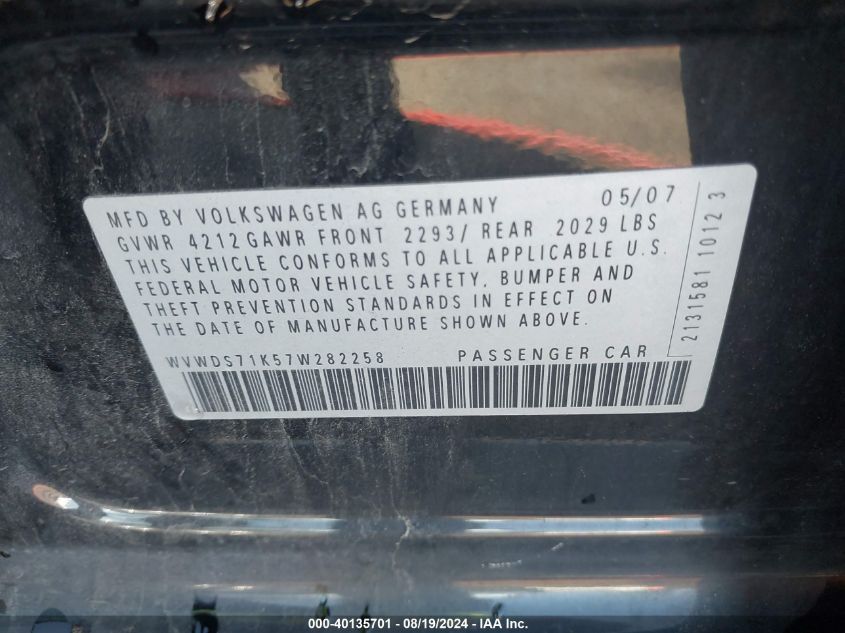 MFD BY VOLKSWAGEN AG GERMANY 05/07
GVWR 4212 GAWR FRONT 2293/ REAR 2029 LBS
THIS VEHICLE CONFORMS TO ALL APPLICABLE U.S.
FEDERAL MOTOR VEHICLE SAFETY, BUMPER AND
THEFT PREVENTION STANDARDS IN EFFECT ON
THE DATE OF MANUFACTURE SHOWN ABOVE.
WVWDS71K57W282258 PASSENGER CAR
2131581 1012 3
000-40135701 - 08/19/2024 - IAA Inc.